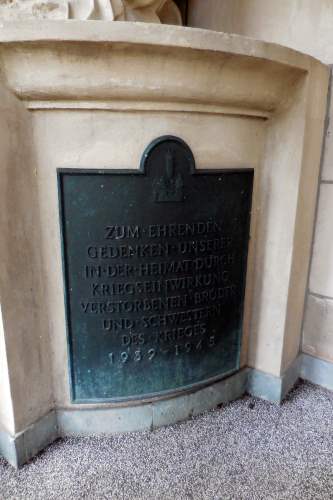 ZUM·EHRENDEN
GEDENKEN·UNSERER
IN·DER·HEIMAT·DURCH
KRIEGSEINWIRKUNG
VERSTORBENEN·BRÜDER
UND·SCHWESTERN
DES·KRIEGES
1939-1945